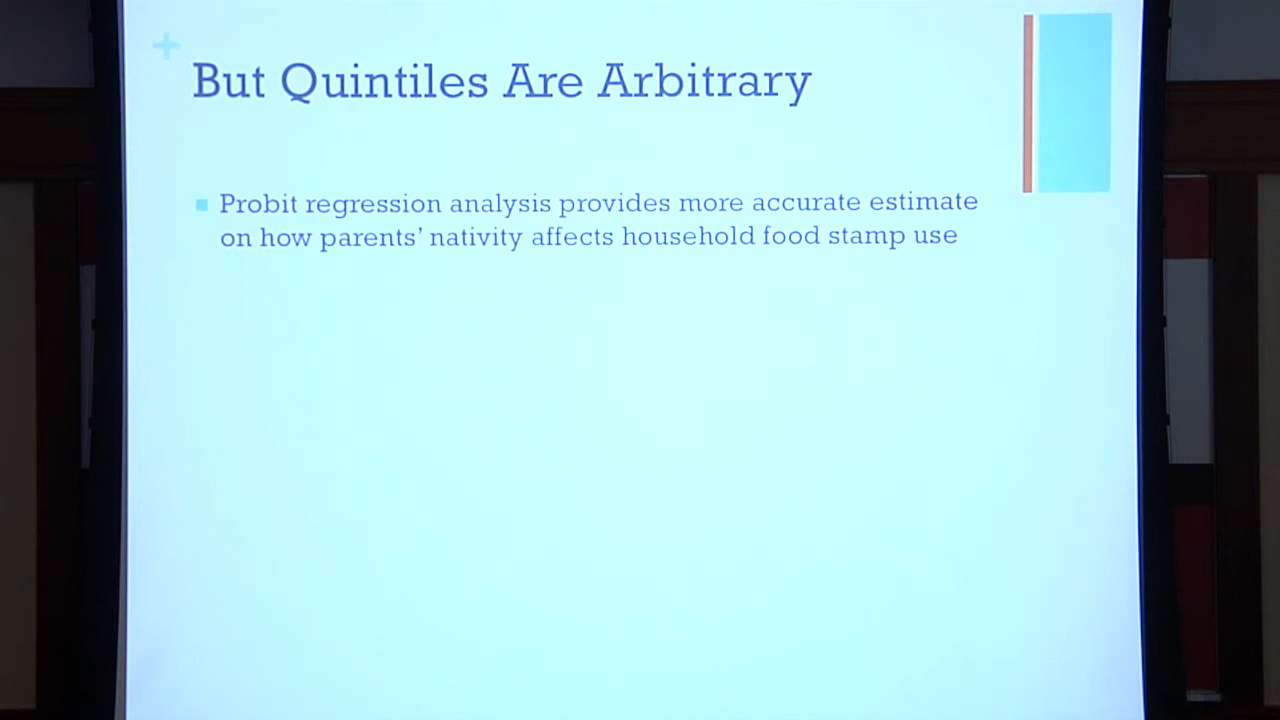 But Quintiles Are Arbitrary
Probit regression analysis provides more accurate estimate
on how parents’ nativity affects household food stamp use